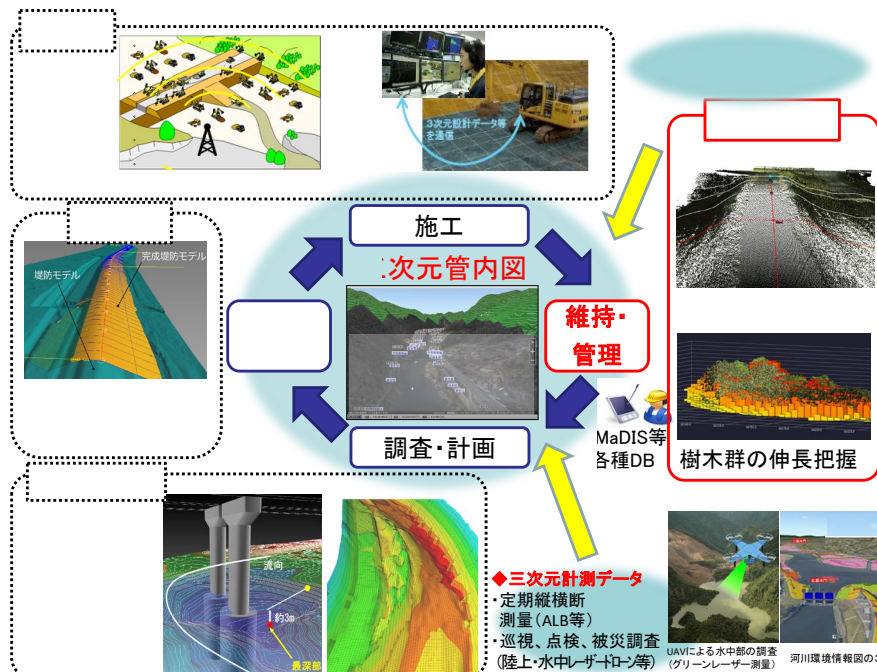 3次元設計データ等
を通信
施工
次元管内図
完成堤防モデル
堤防モデル
維持・
管理
調査・計画
MaDIS等
各種DB
樹木群の伸長把握
流向
約3m
最深部
◆三次元計測データ
・定期縦横断
測量(ALB等)
・巡視、点検、被災調査
(陸上・水中レーザードローン等)
UAVによる水中部の調査
(グリーンレーザー測量)
河川環境情報図の3